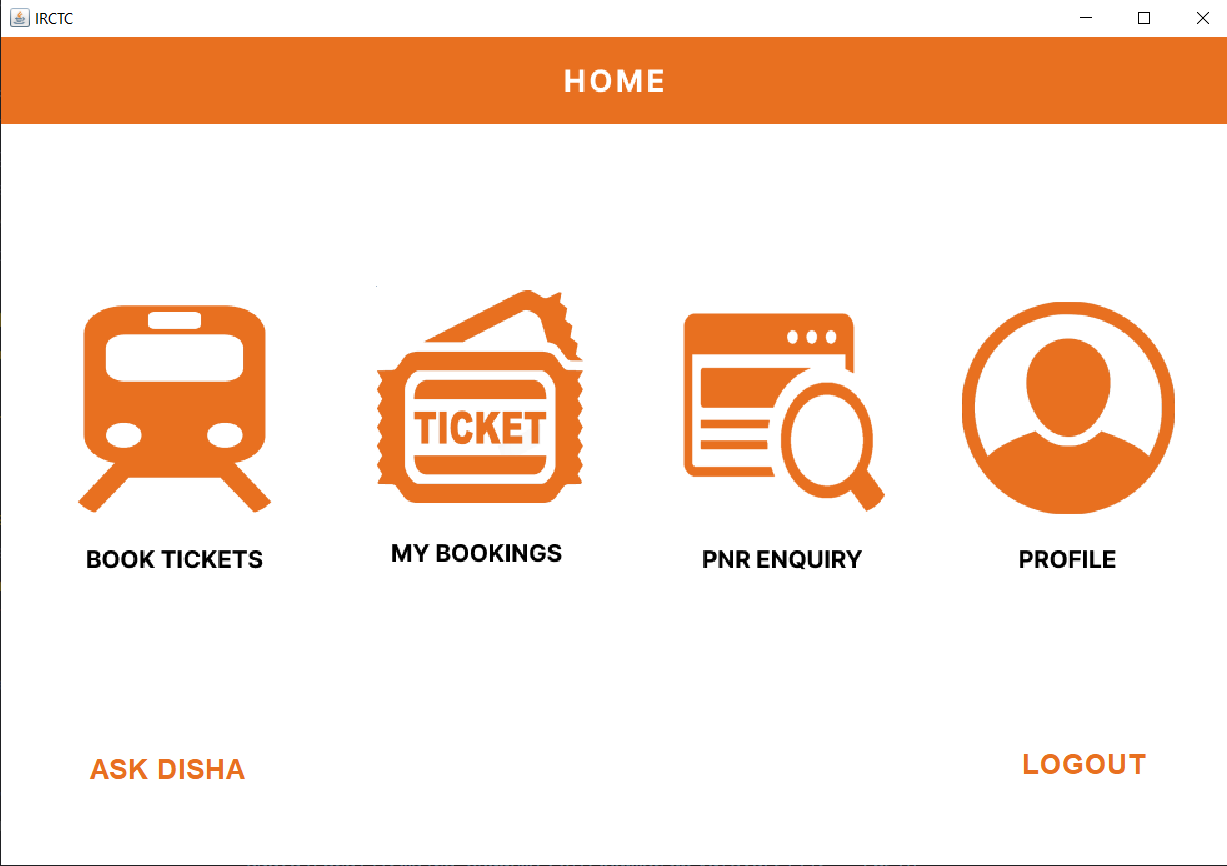 IRCTC
HOME
TICKET
BOOK TICKETS
MY BOOKINGS
PNR ENQUIRY
PROFILE
ASK DISHA
LOGOUT